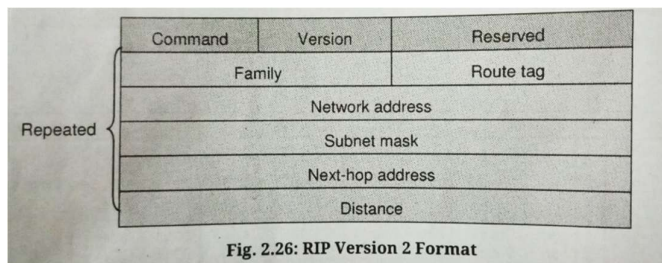 Command Version Reserved
Family Route tag
Network address
Repeated
Subnet mask
Next-hop address
Distance
Fig. 2.26: RIP Version 2 Format